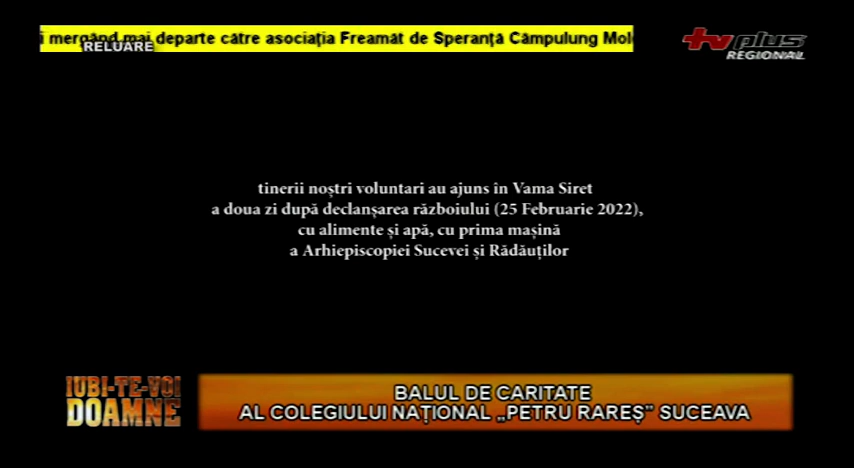 i mergând mai departe către asociația Freamăt de Speranță Câmpulung Mol
RELUARE
tv plus
REGIONAL
tinerii noștri voluntari au ajuns în Vama Siret
a doua zi după declanșarea războiului (25 Februarie 2022),
cu alimente și apă, cu prima mașină
a Arhiepiscopiei Sucevei și Rădăuților
IUBI-TE-VOI
DOAMNE
BALUL DE CARITATE
AL COLEGIULUI NAȚIONAL „PETRU RAREȘ” SUCEAVA